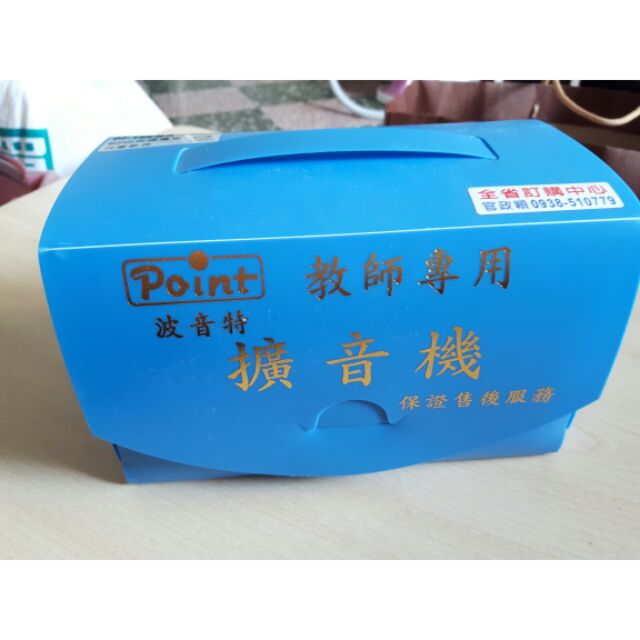 全省訂購中心
官政穎0938-510779
Point 教師專用
波音特
擴音機
保證售後服務